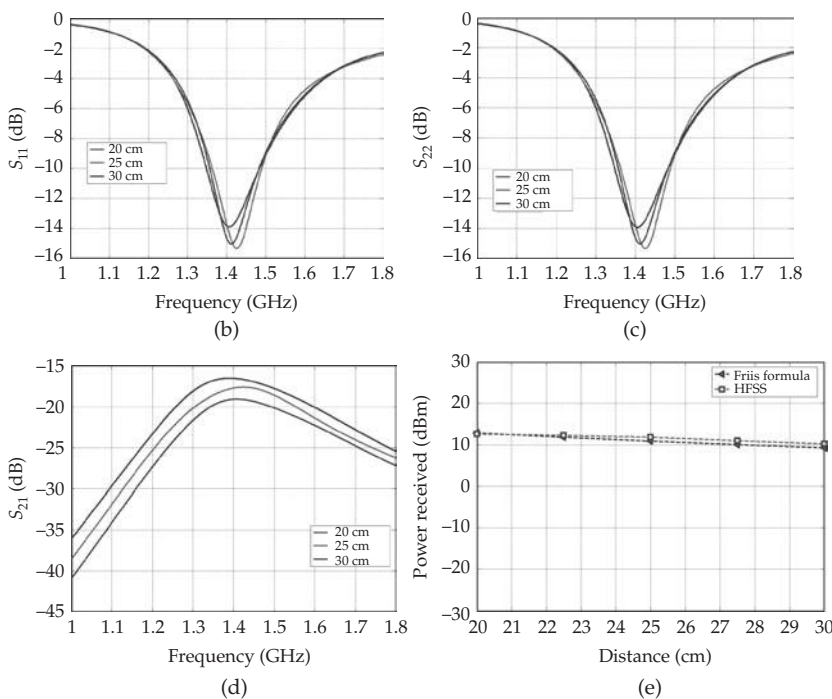 0
–2
–4
–6
–8
–10
–12
–14
–16
S11 (dB)
20 cm
25 cm
30 cm
1 1.1 1.2 1.3 1.4 1.5 1.6 1.7 1.8
Frequency (GHz)
(b)
0
–2
–4
–6
–8
–10
–12
–14
–16
S22 (dB)
20 cm
25 cm
30 cm
1 1.1 1.2 1.3 1.4 1.5 1.6 1.7 1.8
Frequency (GHz)
(c)
–15
–20
–25
–30
–35
–40
–45
S21 (dB)
20 cm
25 cm
30 cm
1 1.1 1.2 1.3 1.4 1.5 1.6 1.7 1.8
Frequency (GHz)
(d)
30
20
10
0
–10
–20
–30
Power received (dBm)
Friis formula
HFSS
20 21 22 23 24 25 26 27 28 29 30
Distance (cm)
(e)